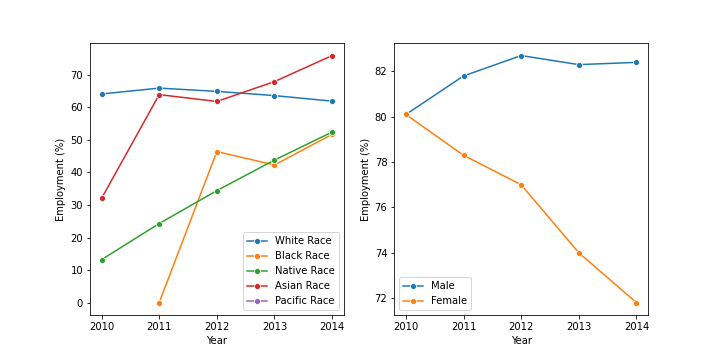 Employment (%)
70
60
50
40
30
20
10
0
White Race
Black Race
Native Race
Asian Race
Pacific Race
2010 2011 2012 2013 2014
Year
Employment (%)
82
80
78
76
74
72
Male
Female
2010 2011 2012 2013 2014
Year